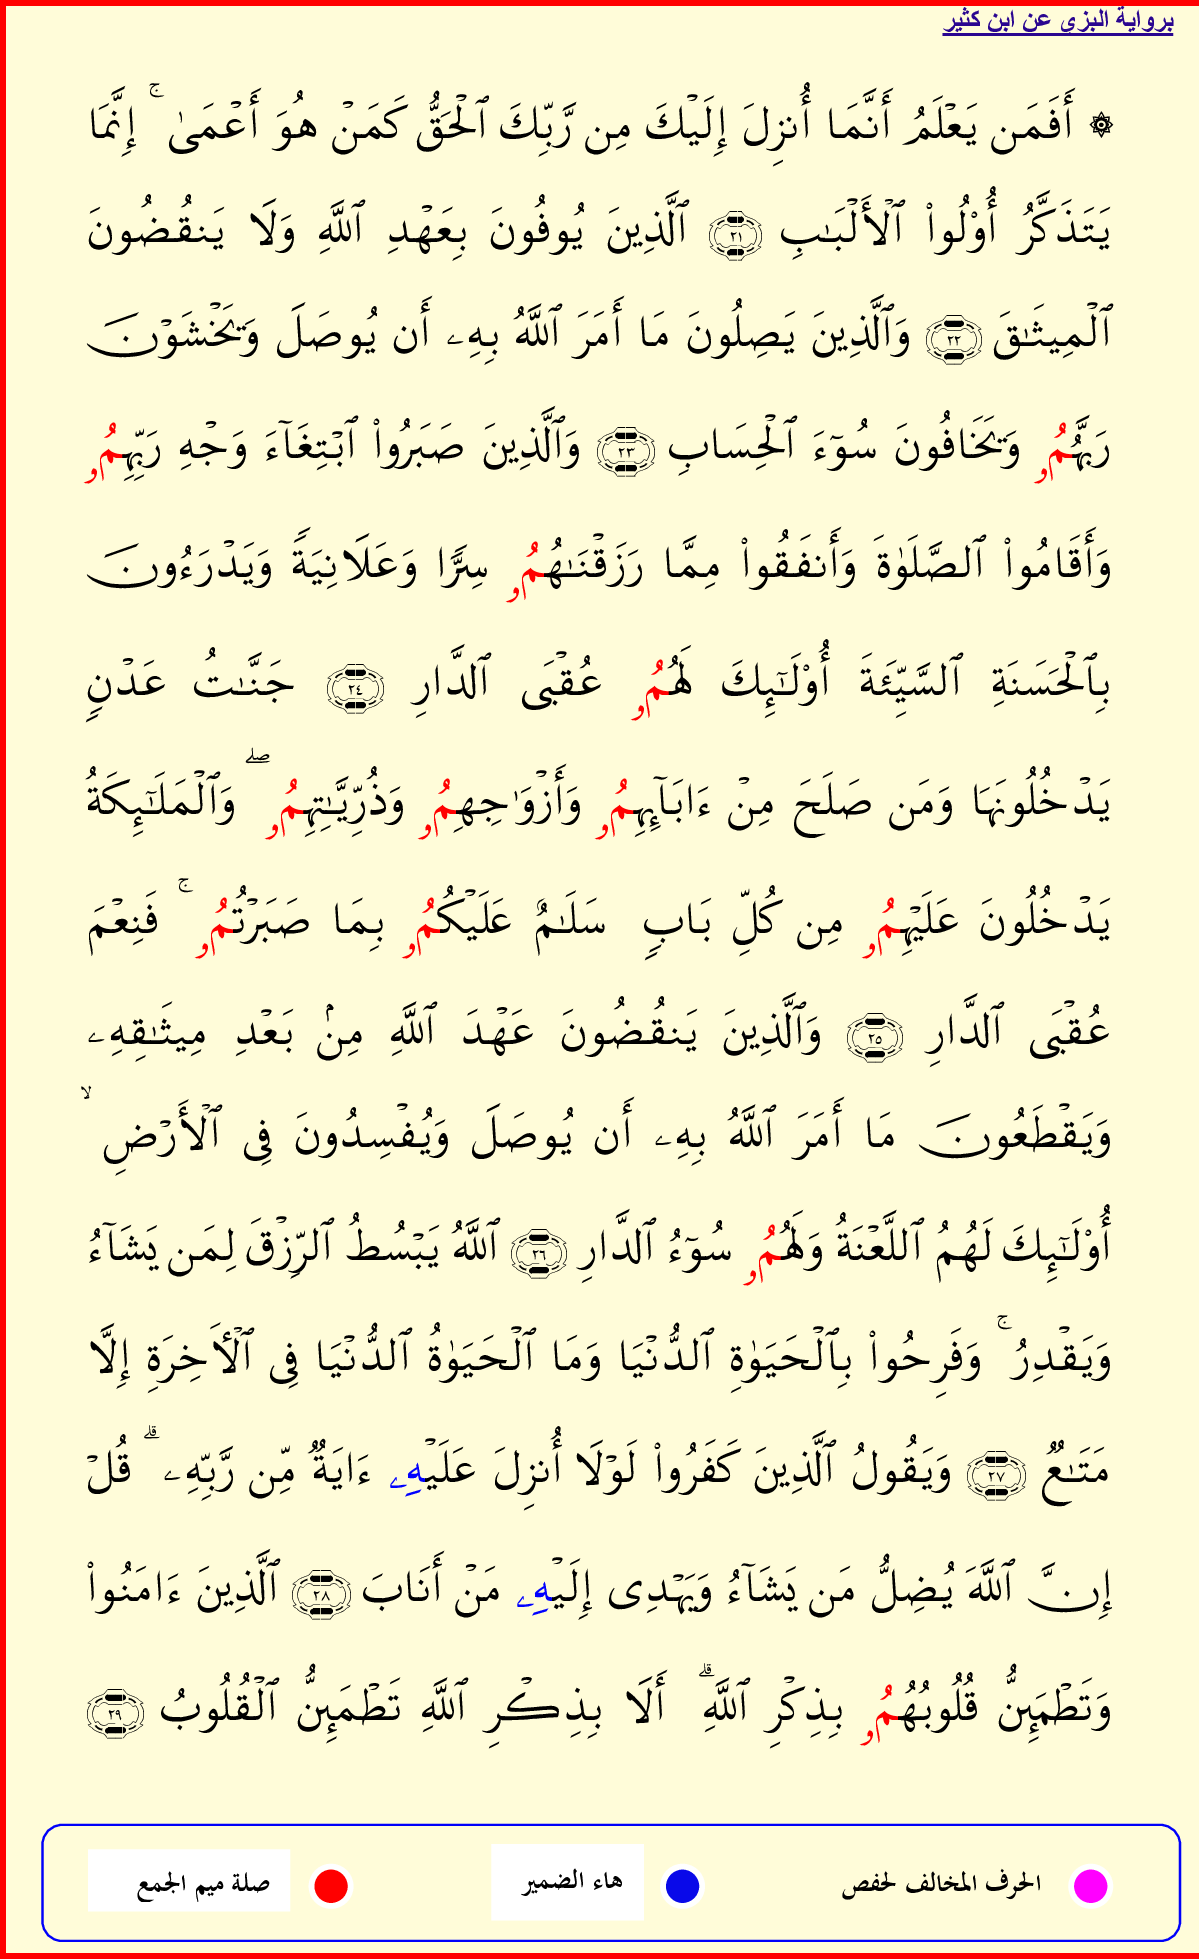 برواية البزي عن ابن كثير
۞ أَفَمَن يَعْلَمُ أَنَّمَا أُنزِلَ إِلَيْكَ مِن رَّبِّكَ ٱلْحَقُّ كَمَنْ هُوَ أَعْمَىٰ ۚ إِنَّمَا
يَتَذَكَّرُ أُوْلُواْ ٱلْأَلْبَـٰبِ ٢١ ٱلَّذِينَ يُوفُونَ بِعَهْدِ ٱللَّهِ وَلَا يَنقُضُونَ
ٱلْمِيثَـٰقَ ٢٢ وَٱلَّذِينَ يَصِلُونَ مَا أَمَرَ ٱللَّهُ بِهِۦ أَن يُوصَلَ وَيَخْشَوْنَ
رَبَّهُمُۥ وَيَخَافُونَ سُوٓءَ ٱلْحِسَابِ ٢٣ وَٱلَّذِينَ صَبَرُواْ ٱبْتِغَآءَ وَجْهِ رَبِّهِمُۥ
وَأَقَامُواْ ٱلصَّلَوٰةَ وَأَنفَقُواْ مِمَّا رَزَقْنَـٰهُمُۥ سِرًّا وَعَلَانِيَةً وَيَدْرَءُونَ
بِٱلْحَسَنَةِ ٱلسَّيِّئَةَ أُوْلَـٰٓئِكَ لَهُمُۥ عُقْبَى ٱلدَّارِ ٢٤ جَنَّـٰتُ عَدْنٍ
يَدْخُلُونَهَا وَمَن صَلَحَ مِنْ ءَابَآئِهِمُۥ وَأَزْوَٰجِهِمُۥ وَذُرِّيَّـٰتِهِمُۥ ۖ وَٱلْمَلَـٰٓئِكَةُ
يَدْخُلُونَ عَلَيْهِمُۥ مِن كُلِّ بَابٍ سَلَـٰمٌ عَلَيْكُمُۥ بِمَا صَبَرْتُمُۥ ۚ فَنِعْمَ
عُقْبَى ٱلدَّارِ ٢٥ وَٱلَّذِينَ يَنقُضُونَ عَهْدَ ٱللَّهِ مِنۢ بَعْدِ مِيثَـٰقِهِۦ
وَيَقْطَعُونَ مَا أَمَرَ ٱللَّهُ بِهِۦ أَن يُوصَلَ وَيُفْسِدُونَ فِى ٱلْأَرْضِ ۙ
أُوْلَـٰٓئِكَ لَهُمُ ٱللَّعْنَةُ وَلَهُمُۥ سُوٓءُ ٱلدَّارِ ٢٦ ٱللَّهُ يَبْسُطُ ٱلرِّزْقَ لِمَن يَشَآءُ
وَيَقْدِرُ ۚ وَفَرِحُواْ بِٱلْحَيَوٰةِ ٱلدُّنْيَا وَمَا ٱلْحَيَوٰةُ ٱلدُّنْيَا فِى ٱلْأَخِرَةِ إِلَّا
مَتَـٰعٌ ٢٧ وَيَقُولُ ٱلَّذِينَ كَفَرُواْ لَوْلَا أُنزِلَ عَلَيْهِۦ ءَايَةٌ مِّن رَّبِّهِۦ ۗ قُلْ
إِنَّ ٱللَّهَ يُضِلُّ مَن يَشَآءُ وَيَهْدِى إِلَيْهِۦ مَنْ أَنَابَ ٢٨ ٱلَّذِينَ ءَامَنُواْ
وَتَطْمَئِنُّ قُلُوبُهُمُۥ بِذِكْرِ ٱللَّهِ ۗ أَلَا بِذِكْرِ ٱللَّهِ تَطْمَئِنُّ ٱلْقُلُوبُ ٢٩
الحرف المخالف لحفص هاء الضمير صلة ميم الجمع